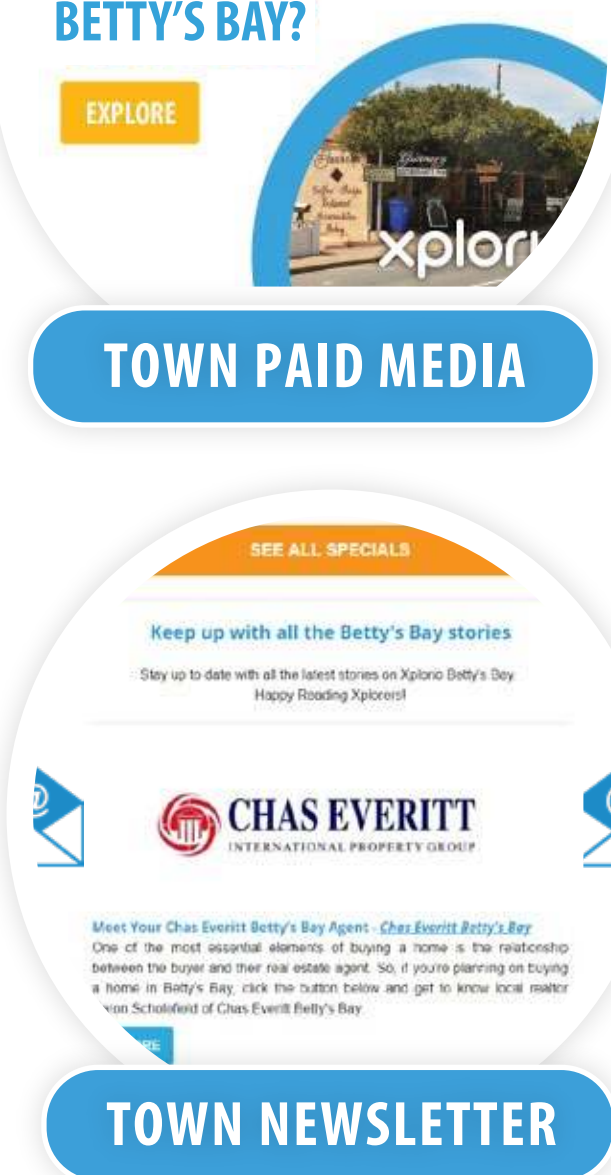 BETTY'S BAY?
EXPLORE
xplori
TOWN PAID MEDIA
SEE ALL SPECIALS
Keep up with all the Betty's Bay stories
Stay up to date with all the latest stories on Xplorio Betty's Bay.
Happy Reading Xplorers!
@
CHAS EVERITT
INTERNATIONAL PROPERTY GROUP
Meet Your Chas Everitt Betty's Bay Agent - Chas Everitt Betty's Bay
One of the most essential elements of buying a home is the relationship
between the buyer and their real estate agent. So, if you're planning on buying
a home in Betty's Bay, click the button below and get to know local realtor
Scholefield of Chas Everitt Betty's Bay
RE
TOWN NEWSLETTER